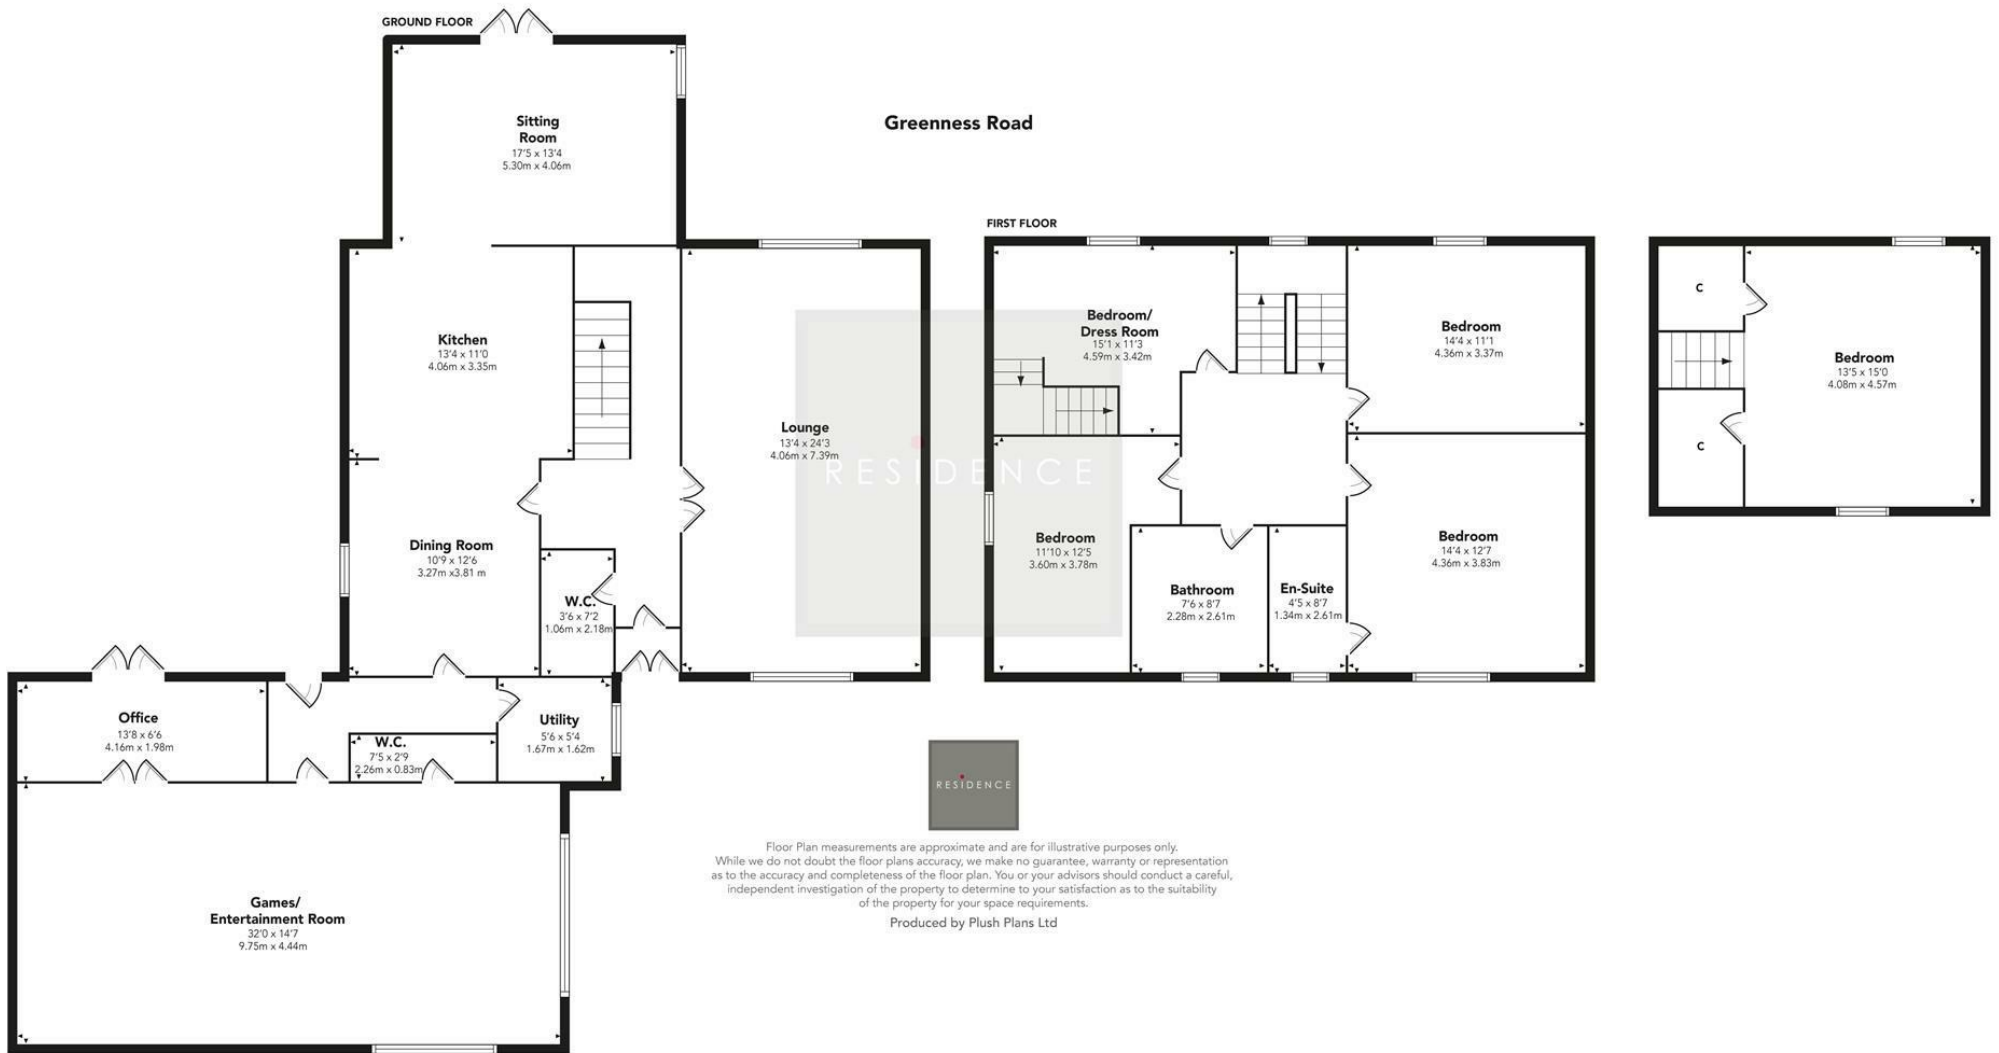 GROUND FLOOR
Sitting
Room
17'5 x 13'4
5.30m x 4.06m
Greenness Road
Kitchen
13'4 x 11'0
4.06m x 3.35m
Lounge
13'4 x 24'3
4.06m x 7.39m
Dining Room
10'9 x 12'6
3.27m x3.81 m
W.C.
3'6 x 7'2
1.06m x 2.18m
Office
13'8 x 6'6
4.16m x 1.98m
W.C.
7'5 x 2'9
2.26m x 0.83m
Utility
5'6 x 5'4
1.67m x 1.62m
Games/
Entertainment Room
32'0 x 14'7
9.75m x 4.44m
FIRST FLOOR
Bedroom/
Dress Room
15'1 x 11'3
4.59m x 3.42m
Bedroom
14'4 x 11'1
4.36m x 3.37m
Bedroom
11'10 x 12'5
3.60m x 3.78m
Bathroom
7'6 x 8'7
2.28m x 2.61m
En-Suite
4'5 x 8'7
1.34m x 2.61m
Bedroom
14'4 x 12'7
4.36m x 3.83m
C
Bedroom
13'5 x 15'0
4.08m x 4.57m
C
RESIDENCE
RESIDENCE
Floor Plan measurements are approximate and are for illustrative purposes only.
While we do not doubt the floor plans accuracy, we make no guarantee, warranty or representation
as to the accuracy and completeness of the floor plan. You or your advisors should conduct a careful,
independent investigation of the property to determine to your satisfaction as to the suitability
of the property for your space requirements.
Produced by Plush Plans Ltd